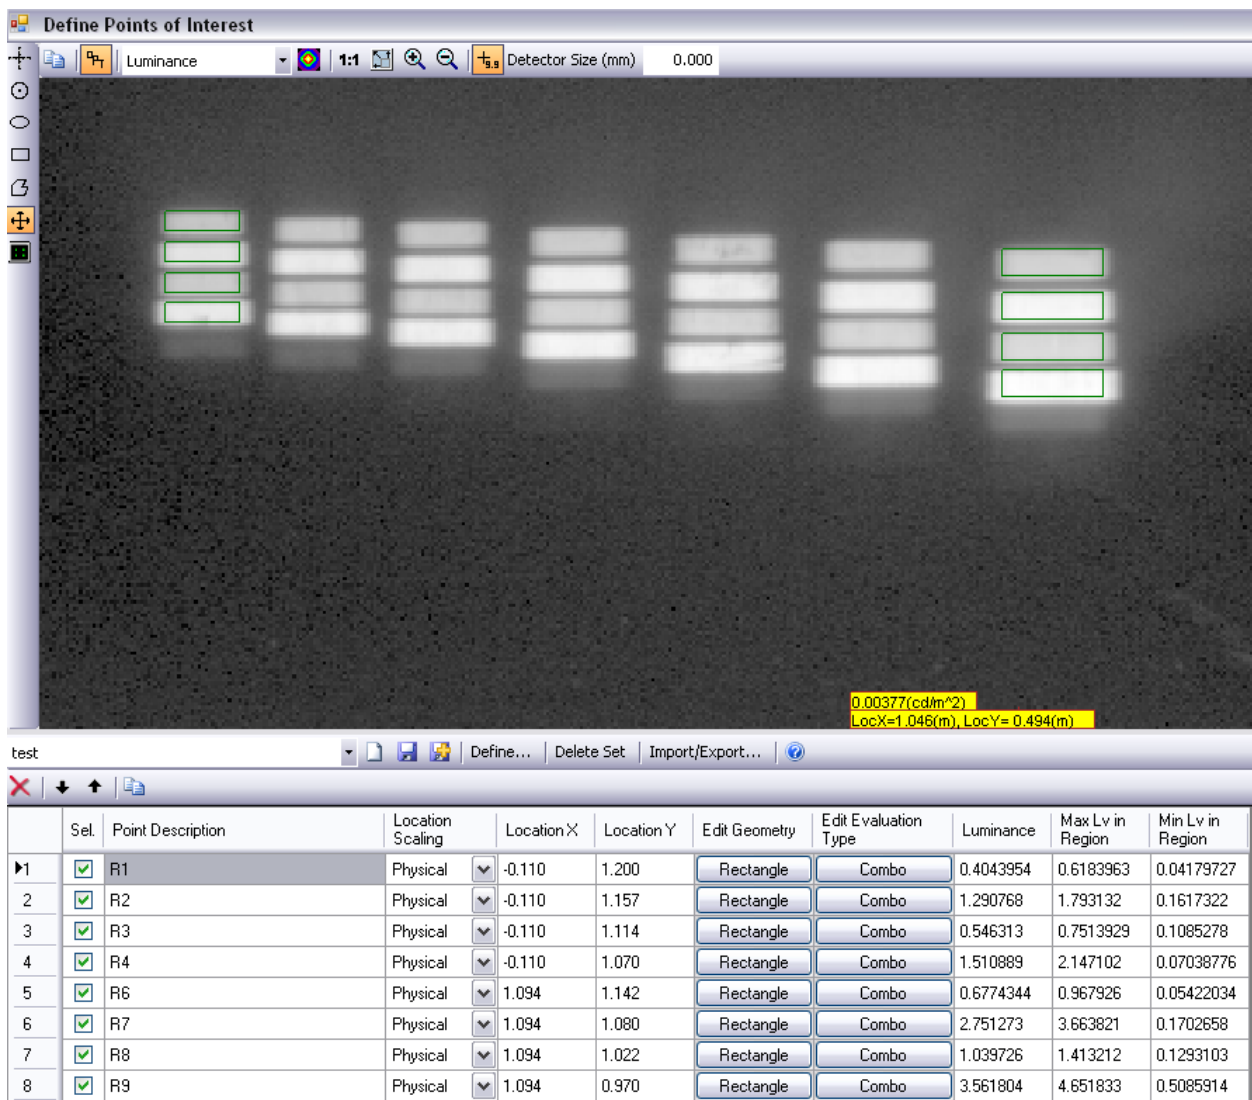 Define Points of Interest
Luminance 1:1 Detector Size (mm) 0.000
0.00377(cd/m^2)
LocX=1.046(m), LocY= 0.494(m)
test Define... Delete Set Import/Export...
Sel. Point Description Location Scaling Location X Location Y Edit Geometry Edit Evaluation Type Luminance Max Lv in Region Min Lv in Region
1 R1 Physical -0.110 1.200 Rectangle Combo 0.4043954 0.6183963 0.04179727
2 R2 Physical -0.110 1.157 Rectangle Combo 1.290768 1.793132 0.1617322
3 R3 Physical -0.110 1.114 Rectangle Combo 0.546313 0.7513929 0.1085278
4 R4 Physical -0.110 1.070 Rectangle Combo 1.510889 2.147102 0.07038776
5 R6 Physical 1.094 1.142 Rectangle Combo 0.6774344 0.967926 0.05422034
6 R7 Physical 1.094 1.080 Rectangle Combo 2.751273 3.663821 0.1702658
7 R8 Physical 1.094 1.022 Rectangle Combo 1.039726 1.413212 0.1293103
8 R9 Physical 1.094 0.970 Rectangle Combo 3.561804 4.651833 0.5085914